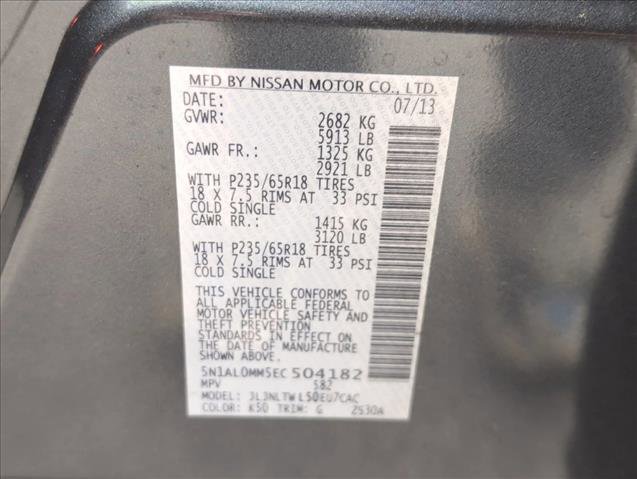 MFD BY NISSAN MOTOR CO., LTD.
DATE: 07/13
GVWR: 2682 KG
5913 LB
GAWR FR.: 1325 KG
2921 LB
WITH P235/65R18 TIRES
18 X 7.5 RIMS AT 33 PSI
COLD SINGLE
GAWR RR.: 1415 KG
3120 LB
WITH P235/65R18 TIRES
18 X 7.5 RIMS AT 33 PSI
COLD SINGLE
THIS VEHICLE CONFORMS TO
ALL APPLICABLE FEDERAL
MOTOR VEHICLE SAFETY AND
THEFT PREVENTION
STANDARDS IN EFFECT ON THE
DATE OF MANUFACTURE
SHOWN ABOVE.
5N1AL0MM5EC 504182
MPV 582
MODEL: JL3NLTW L50EU7CAC
COLOR: K50 TRIM: G 2530A